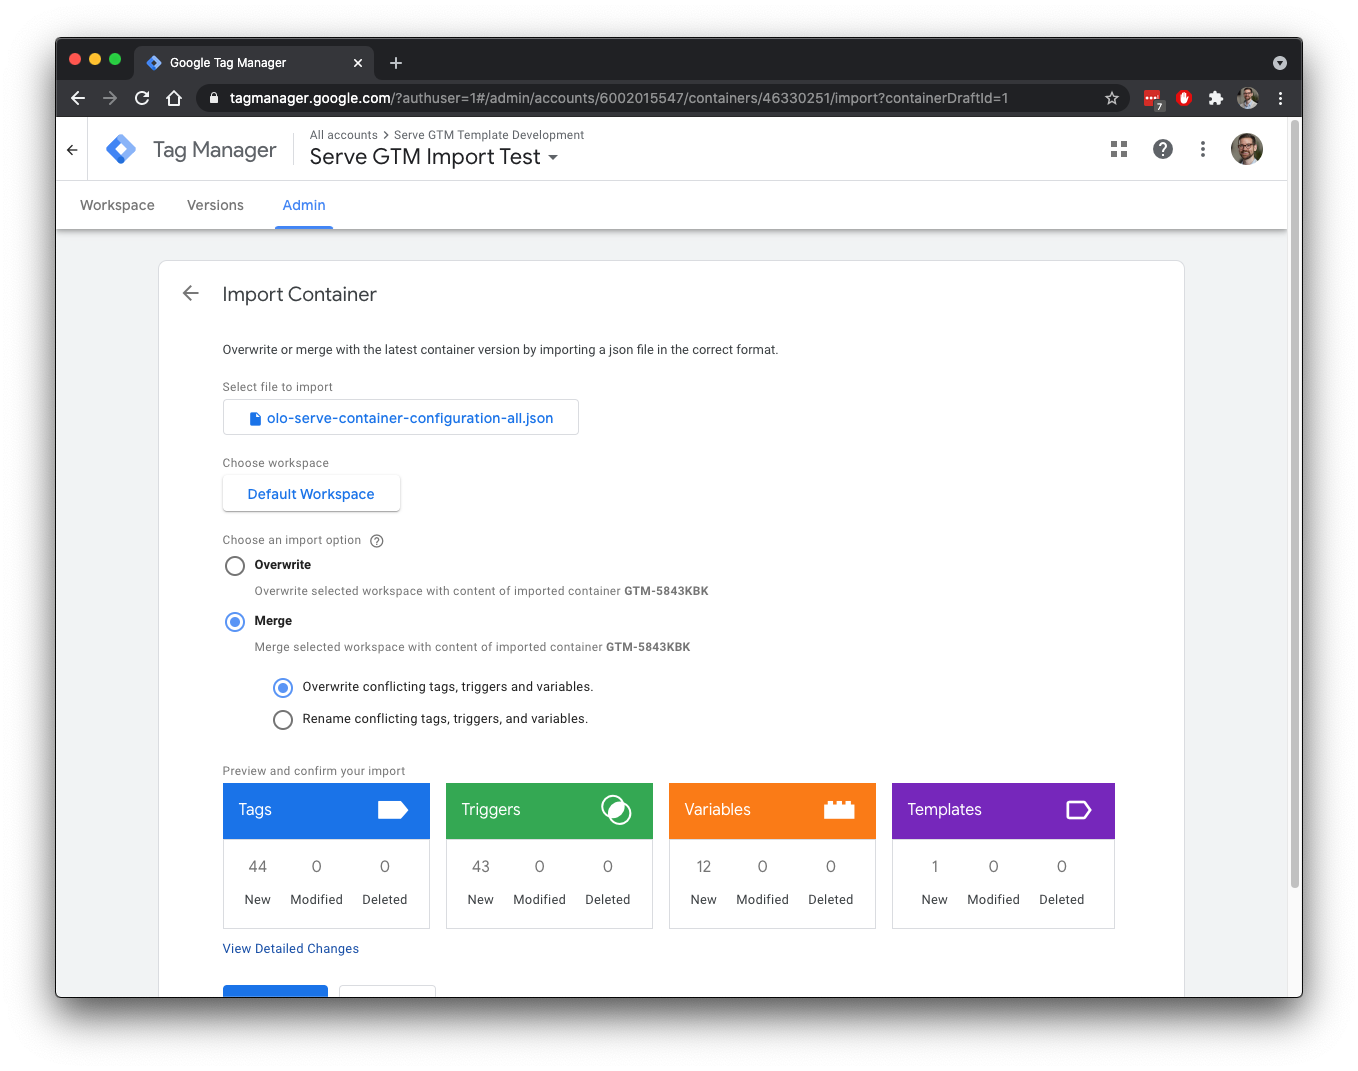 Google Tag Manager
tagmanager.google.com/?authuser=1#/admin/accounts/6002015547/containers/46330251/import?containerDraftId=1
7
Tag Manager
All accounts > Serve GTM Template Development
Serve GTM Import Test
Workspace Versions Admin
Import Container
Overwrite or merge with the latest container version by importing a json file in the correct format.
Select file to import
olo-serve-container-configuration-all.json
Choose workspace
Default Workspace
Choose an import option ?
Overwrite
Overwrite selected workspace with content of imported container GTM-5843KBK
Merge
Merge selected workspace with content of imported container GTM-5843KBK
Overwrite conflicting tags, triggers and variables.
Rename conflicting tags, triggers, and variables.
Preview and confirm your import
Tags Triggers Variables Templates
44 0 0 43 0 0 12 0 0 1 0 0
New Modified Deleted New Modified Deleted New Modified Deleted New Modified Deleted
View Detailed Changes